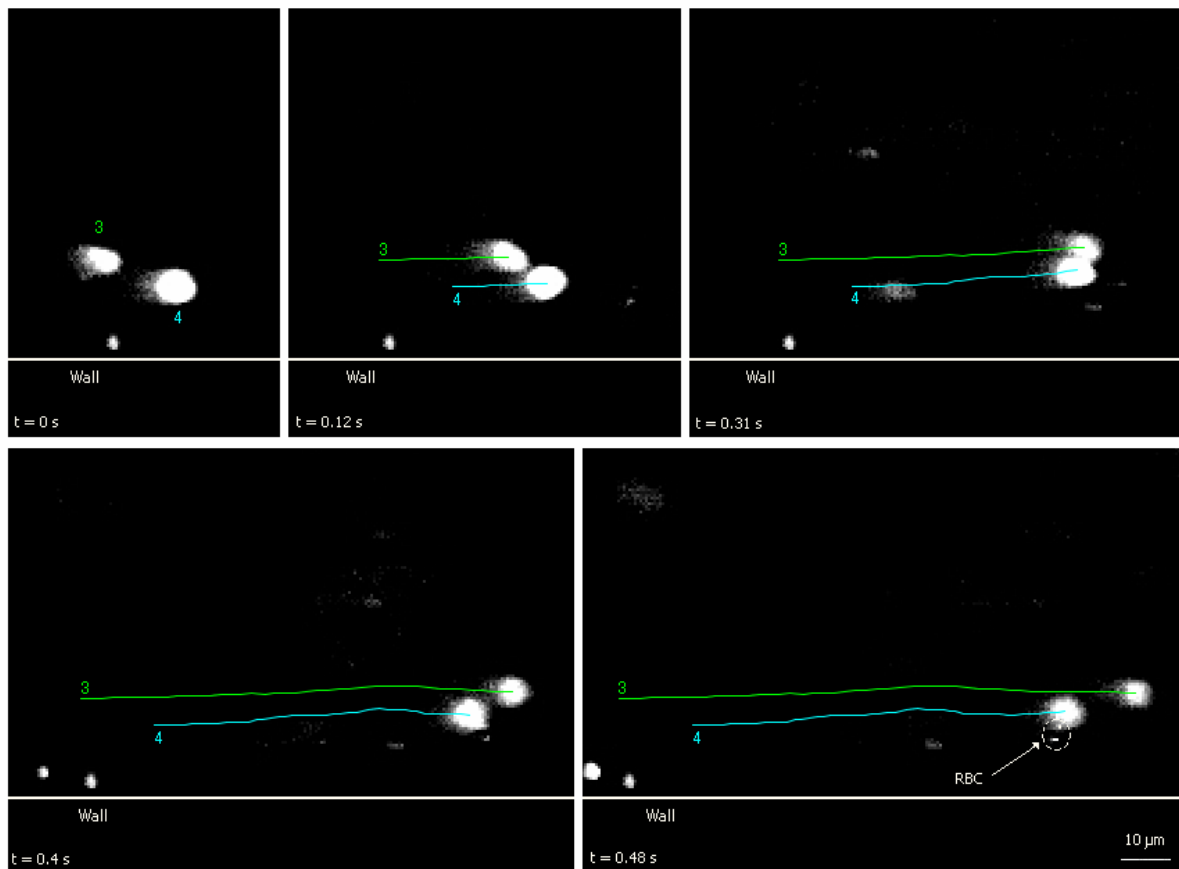 3
4
Wall
t = 0 s
3
4
Wall
t = 0.12 s
3
4
Wall
t = 0.31 s
3
4
Wall
t = 0.4 s
3
4
RBC
Wall
10 µm
t = 0.48 s